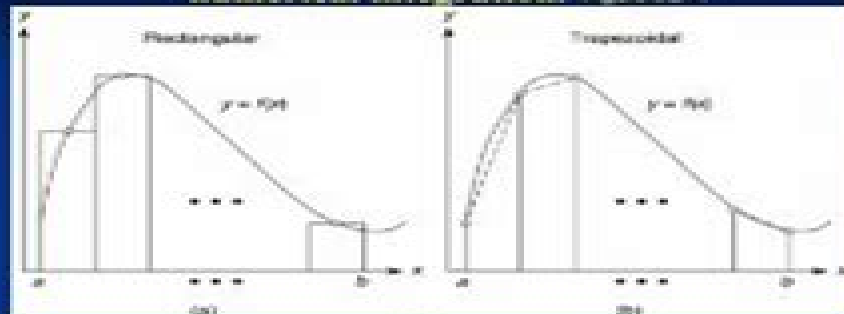 y
Rectangular
y = f(x)
a
b
x
(a)
y
Trapezoidal
y = f(x)
a
b
x
(b)